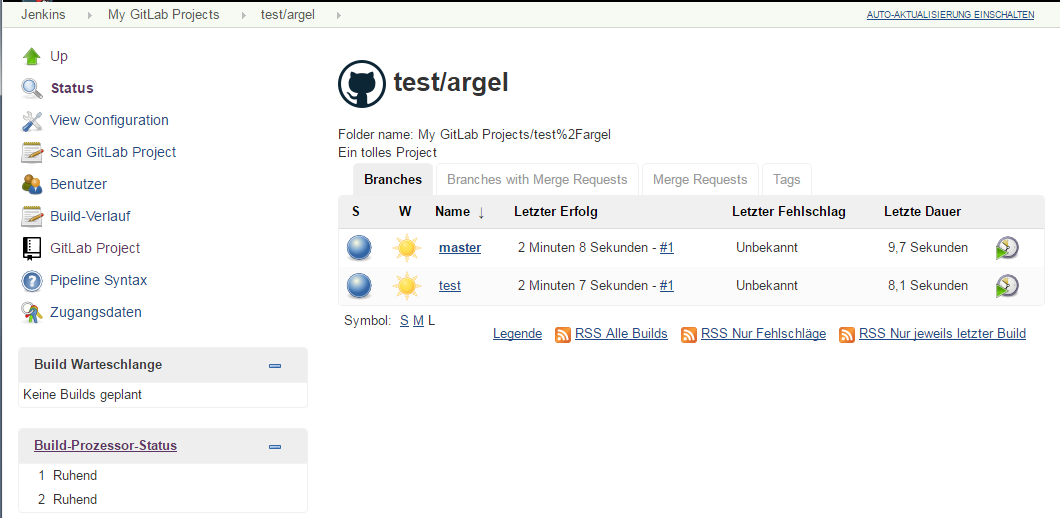 Jenkins My GitLab Projects test/argel AUTO-AKTUALISIERUNG EINSCHALTEN
Up
Status
View Configuration
Scan GitLab Project
Benutzer
Build-Verlauf
GitLab Project
Pipeline Syntax
Zugangsdaten
Build Warteschlange
Keine Builds geplant
Build-Prozessor-Status
1 Ruhend
2 Ruhend
test/argel
Folder name: My GitLab Projects/test%2Fargel
Ein tolles Project
Branches Branches with Merge Requests Merge Requests Tags
S W Name ↓ Letzter Erfolg Letzter Fehlschlag Letzte Dauer
master 2 Minuten 8 Sekunden - #1 Unbekannt 9,7 Sekunden
test 2 Minuten 7 Sekunden - #1 Unbekannt 8,1 Sekunden
Symbol: S M L
Legende RSS Alle Builds RSS Nur Fehlschläge RSS Nur jeweils letzter Build